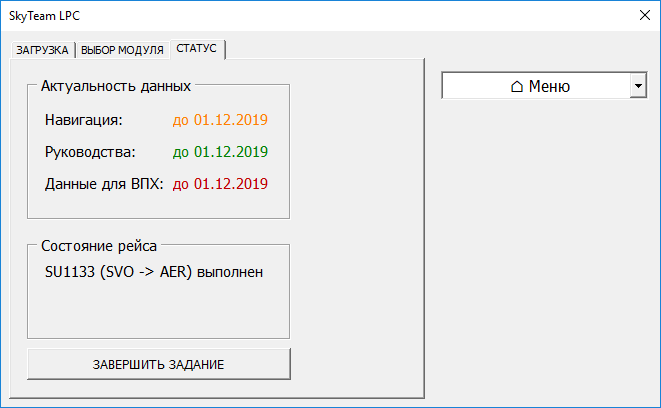 SkyTeam LPC
ЗАГРУЗКА ВЫБОР МОДУЛЯ СТАТУС
Меню
Актуальность данных
Навигация: до 01.12.2019
Руководства: до 01.12.2019
Данные для ВПХ: до 01.12.2019
Состояние рейса
SU1133 (SVO -> AER) выполнен
ЗАВЕРШИТЬ ЗАДАНИЕ